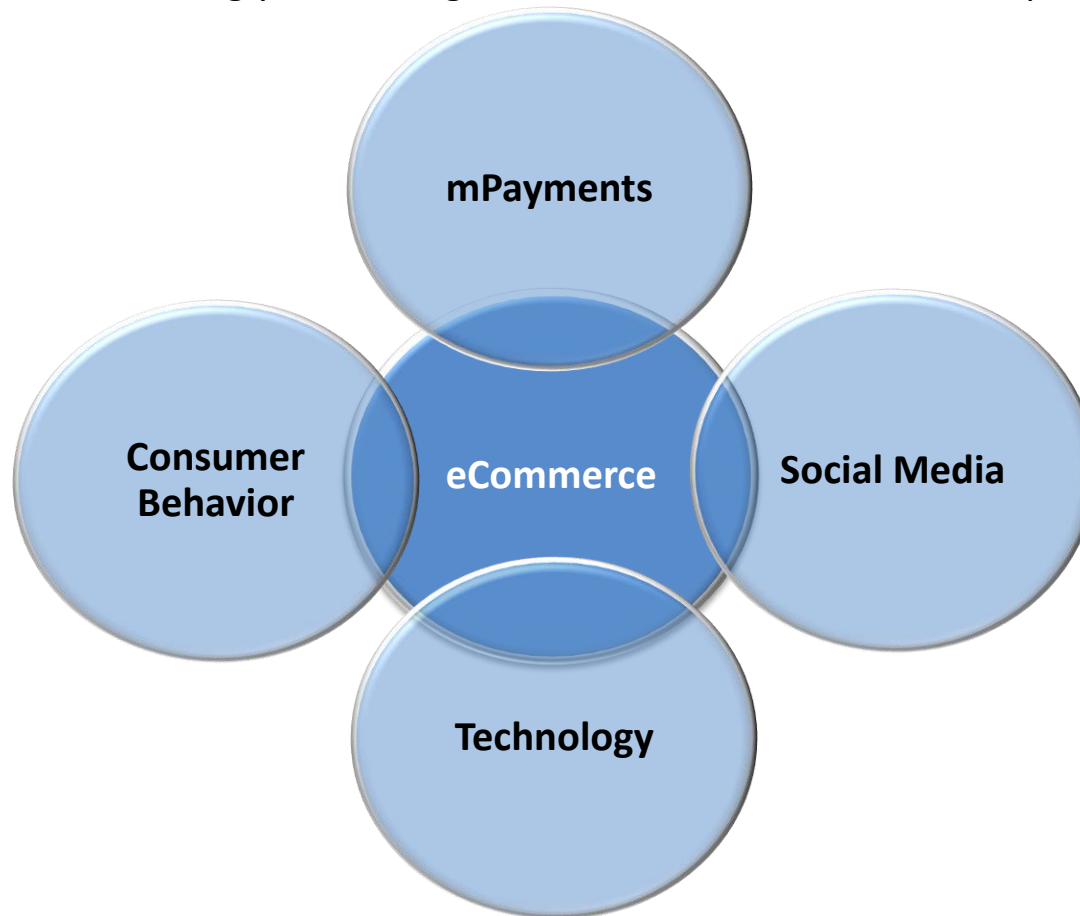 mPayments
Consumer
Behavior
eCommerce
Social Media
Technology